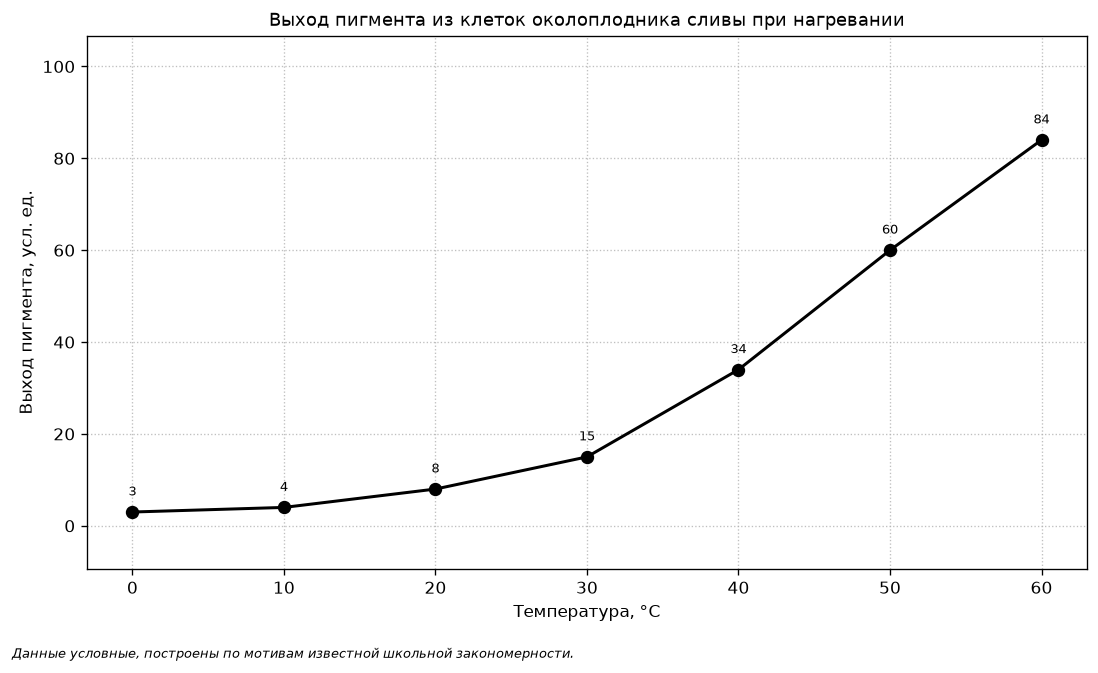 Выход пигмента из клеток околоплодника сливы при нагревании
Выход пигмента, усл. ед.
100
80
60
40
20
0
3
4
8
15
34
60
84
0 10 20 30 40 50 60
Температура, °C
Данные условные, построены по мотивам известной школьной закономерности.